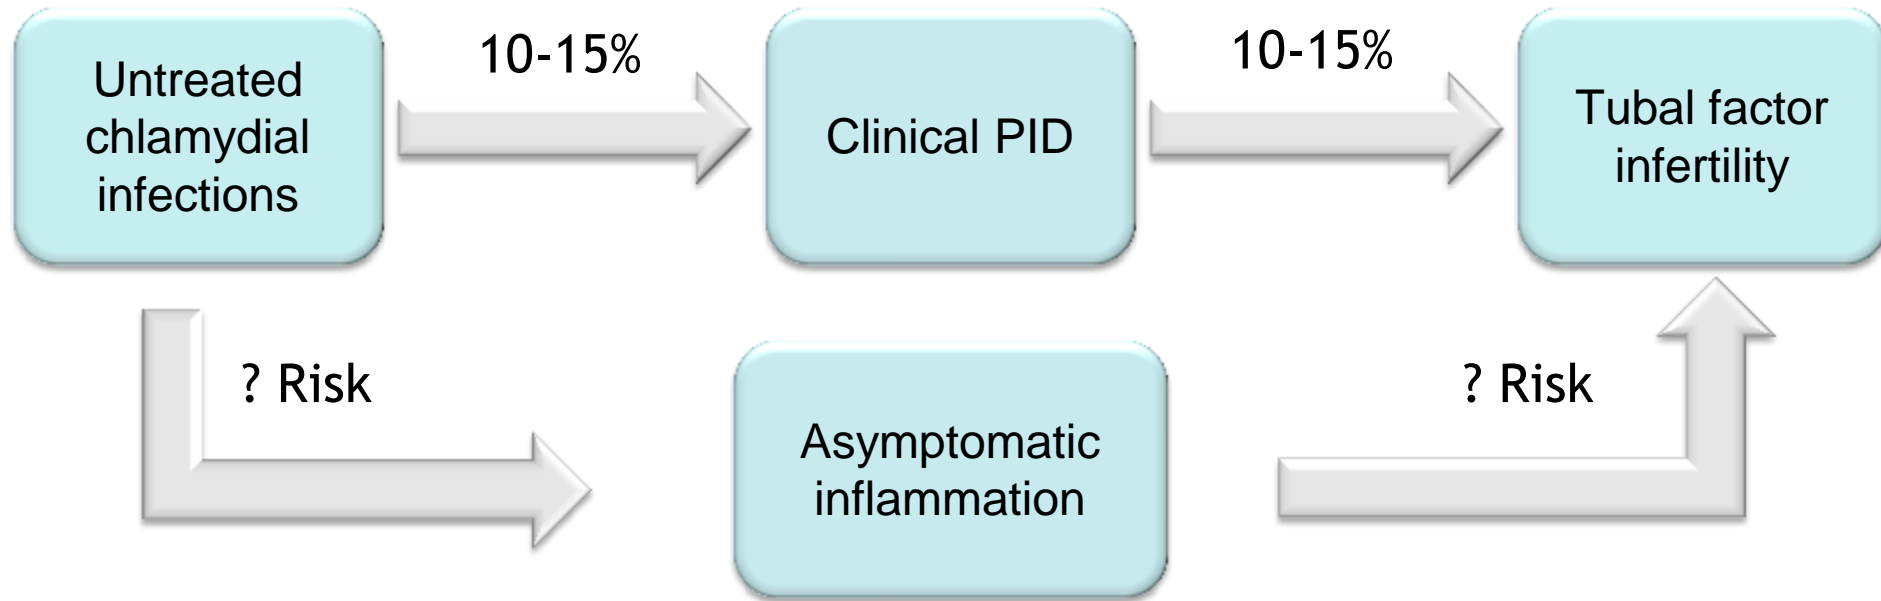 Untreated
chlamydial
infections
10-15%
Clinical PID
10-15%
Tubal factor
infertility
? Risk
Asymptomatic
inflammation
? Risk